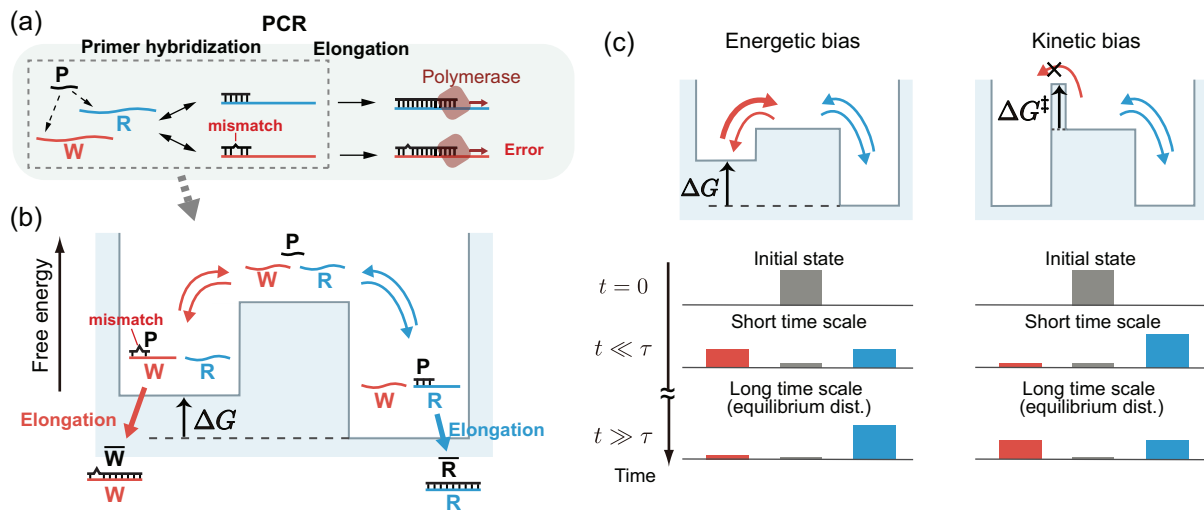 (a)
PCR
Primer hybridization
Elongation
P
R
W
mismatch
Polymerase
Error
(b)
Free energy
P
W R
mismatch
P
W R
Elongation
ΔG
P
W R
Elongation
W̅
W
R̅
R
(c)
Energetic bias
Kinetic bias
ΔG
ΔG‡
Initial state
Initial state
t = 0
Short time scale
Short time scale
t ≪ τ
Long time scale
(equilibrium dist.)
Long time scale
(equilibrium dist.)
t ≫ τ
Time